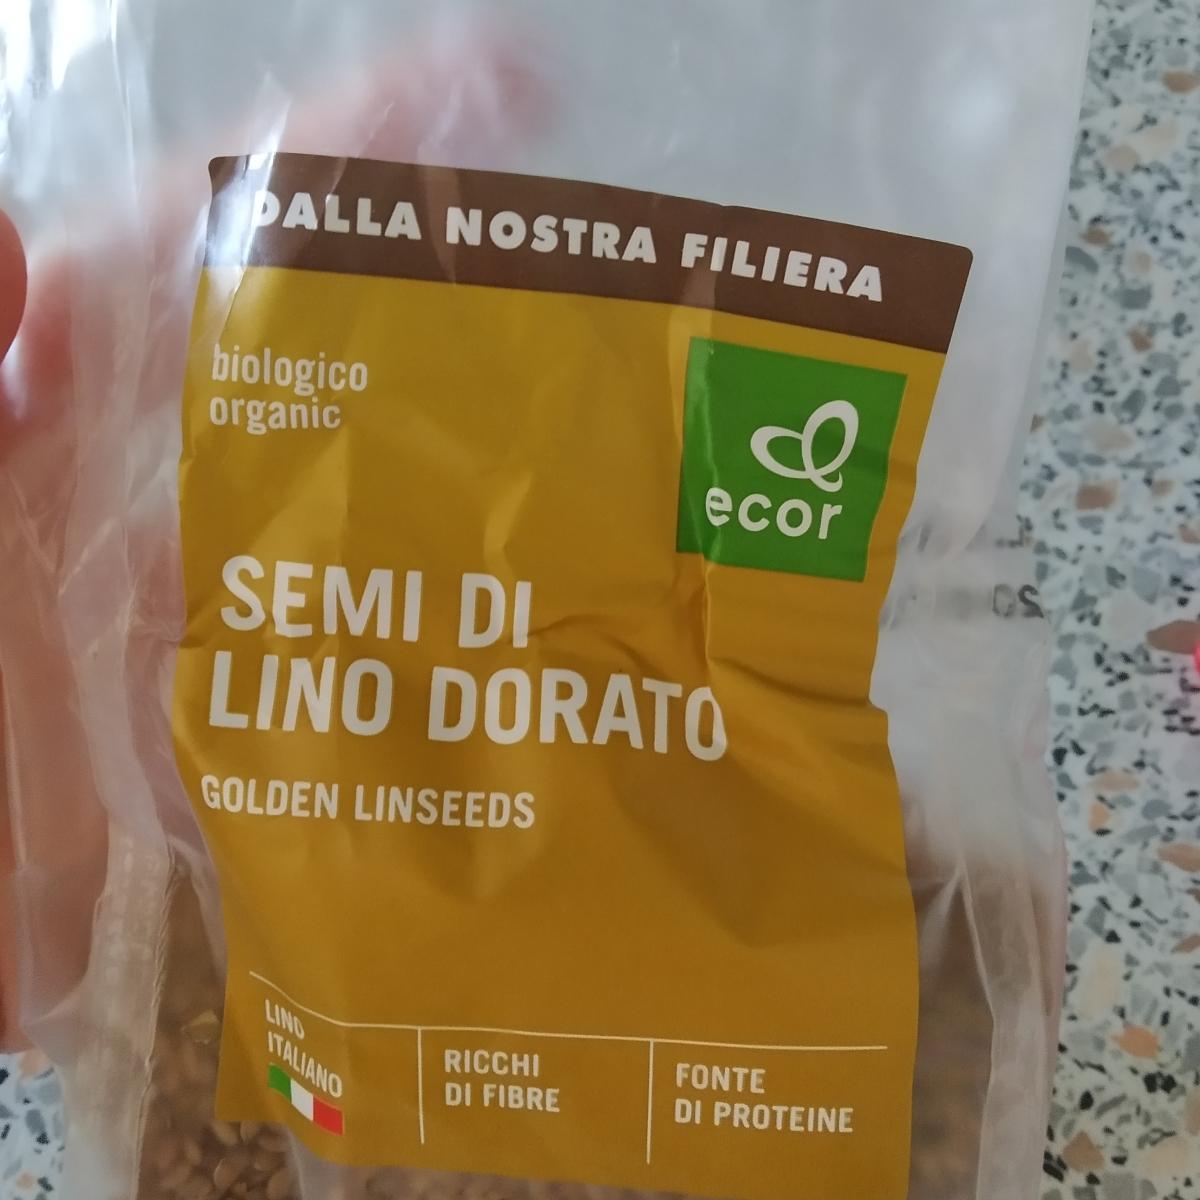 DALLA NOSTRA FILIERA
biologico
organic
ecor
SEMI DI
LINO DORATO
GOLDEN LINSEEDS
LINO
ITALIANO
RICCHI
DI FIBRE
FONTE
DI PROTEINE